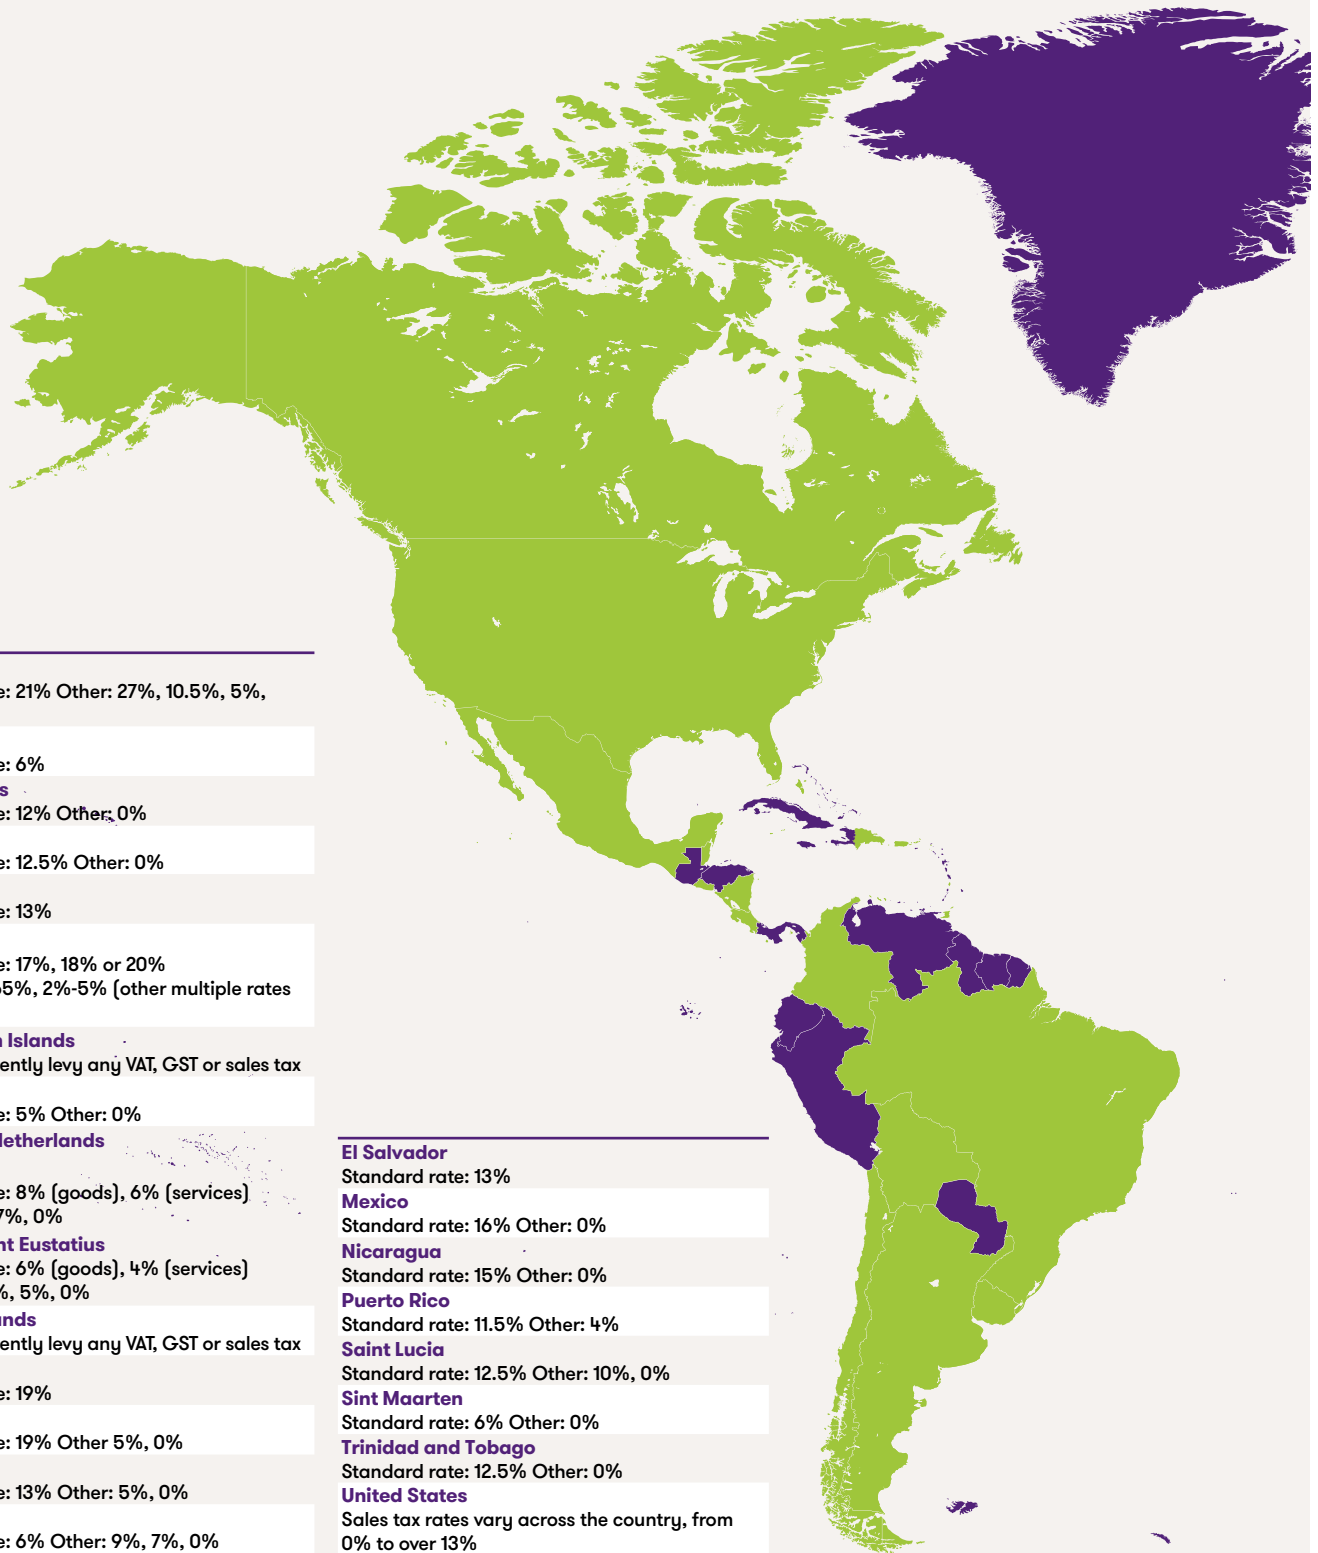 e: 21% Other: 27%, 10.5%, 5%,
e: 6%
s
e: 12% Other: 0%
e: 12.5% Other: 0%
e: 13%
e: 17%, 18% or 20%
5%, 2%-5% (other multiple rates
n Islands
ently levy any VAT, GST or sales tax
e: 5% Other: 0%
Netherlands
e: 8% (goods), 6% (services)
7%, 0%
nt Eustatius
e: 6% (goods), 4% (services)
%, 5%, 0%
ands
ently levy any VAT, GST or sales tax
e: 19%
e: 19% Other 5%, 0%
e: 13% Other: 5%, 0%
e: 6% Other: 9%, 7%, 0%
El Salvador
Standard rate: 13%
Mexico
Standard rate: 16% Other: 0%
Nicaragua
Standard rate: 15% Other: 0%
Puerto Rico
Standard rate: 11.5% Other: 4%
Saint Lucia
Standard rate: 12.5% Other: 10%, 0%
Sint Maarten
Standard rate: 6% Other: 0%
Trinidad and Tobago
Standard rate: 12.5% Other: 0%
United States
Sales tax rates vary across the country, from
0% to over 13%